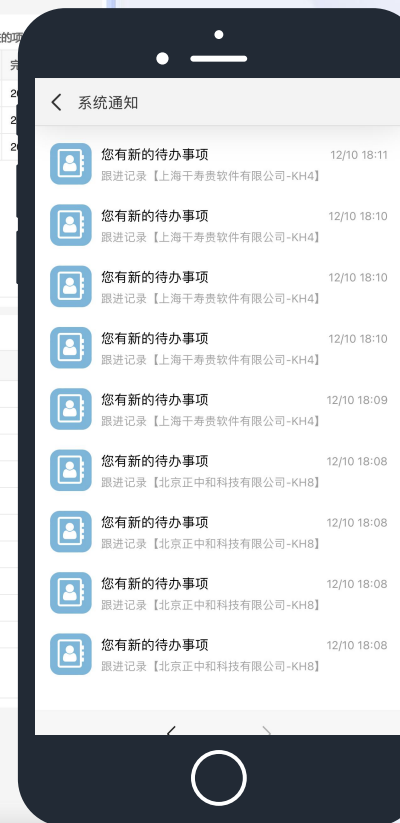 的项
完
20
2
20
系统通知
您有新的待办事项 12/10 18:11
跟进记录【上海干寿贵软件有限公司-KH4】
您有新的待办事项 12/10 18:10
跟进记录【上海干寿贵软件有限公司-KH4】
您有新的待办事项 12/10 18:10
跟进记录【上海干寿贵软件有限公司-KH4】
您有新的待办事项 12/10 18:10
跟进记录【上海干寿贵软件有限公司-KH4】
您有新的待办事项 12/10 18:09
跟进记录【上海干寿贵软件有限公司-KH4】
您有新的待办事项 12/10 18:08
跟进记录【北京正中和科技有限公司-KH8】
您有新的待办事项 12/10 18:08
跟进记录【北京正中和科技有限公司-KH8】
您有新的待办事项 12/10 18:08
跟进记录【北京正中和科技有限公司-KH8】
您有新的待办事项 12/10 18:08
跟进记录【北京正中和科技有限公司-KH8】